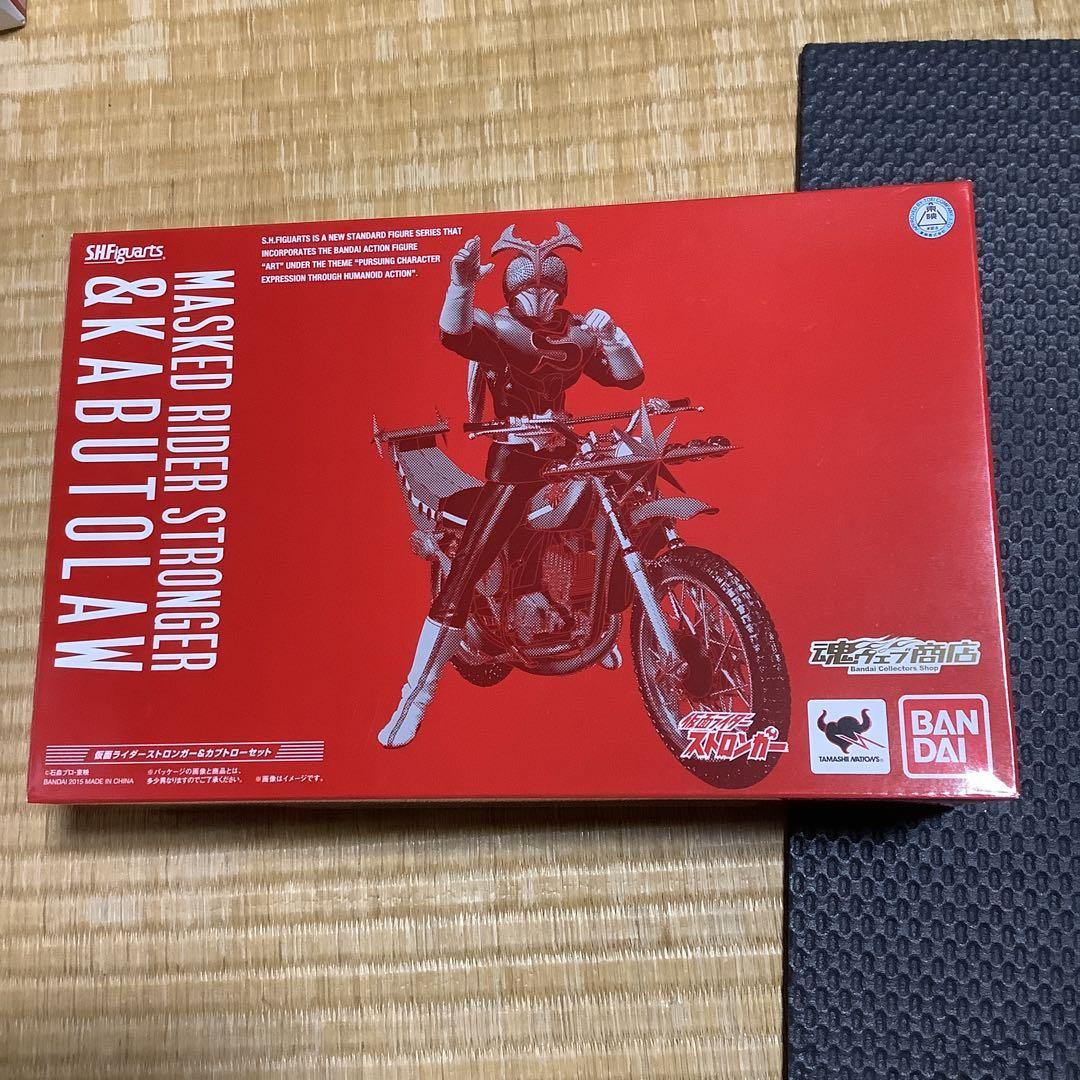 S.H.Figuarts
MASKED RIDER STRONGER
&KABUTOLAW
S.H.FIGUARTS IS A NEW STANDARD FIGURE SERIES THAT
INCORPORATES THE BANDAI ACTION FIGURE
"ART" UNDER THE THEME "PURSUING CHARACTER
EXPRESSION THROUGH HUMANOID ACTION".
東映
魂ウェブ商店
Bandai Collectors Shop
仮面ライダー
ストロンガー
TAMASHII NATIONS
BAN
DAI
仮面ライダーストロンガー&カブトローセット
©石森プロ・東映
BANDAI 2015 MADE IN CHINA
※パッケージの画像と商品とは、
多少異なりますのでご了承ください。
※画像はイメージです。